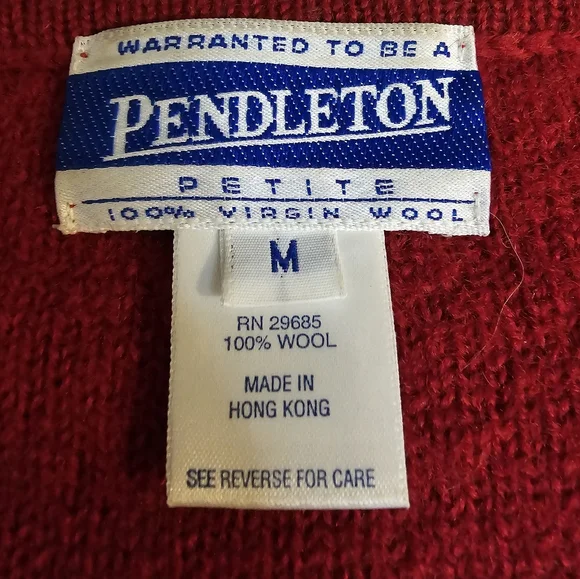 WARRANTED TO BE A
PENDLETON
PETITE
100% VIRGIN WOOL
M
RN 29685
100% WOOL
MADE IN
HONG KONG
SEE REVERSE FOR CARE